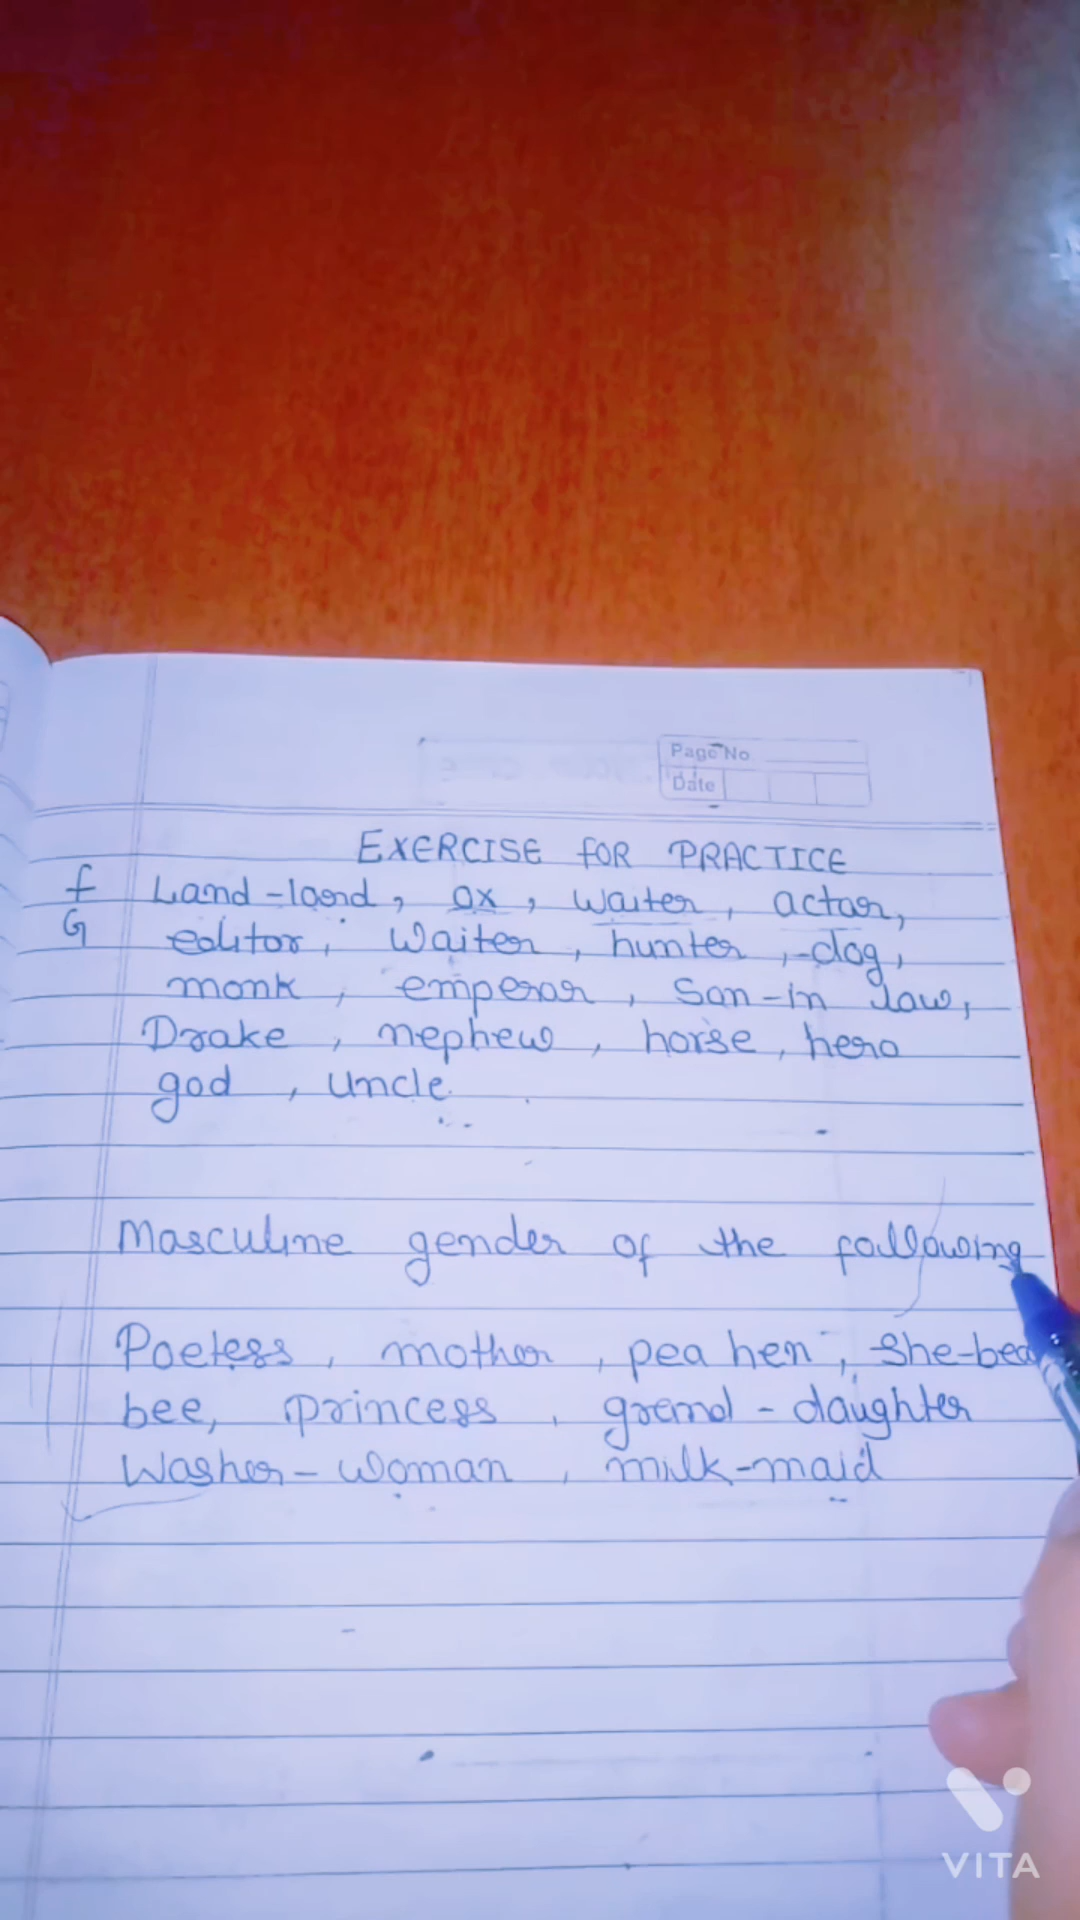 Page No
Date
EXERCISE FOR PRACTICE
f Land-lord, ox, waiter, actor,
G editor, Waiter, hunter, dog,
monk, emperor, Son-in law,
Drake, nephew, horse, hero
god, uncle.
Masculine gender of the following
Poetess, mother, pea hen, she-bea
bee, princess, grand-daughter
Washer-woman, milk-maid
VITA